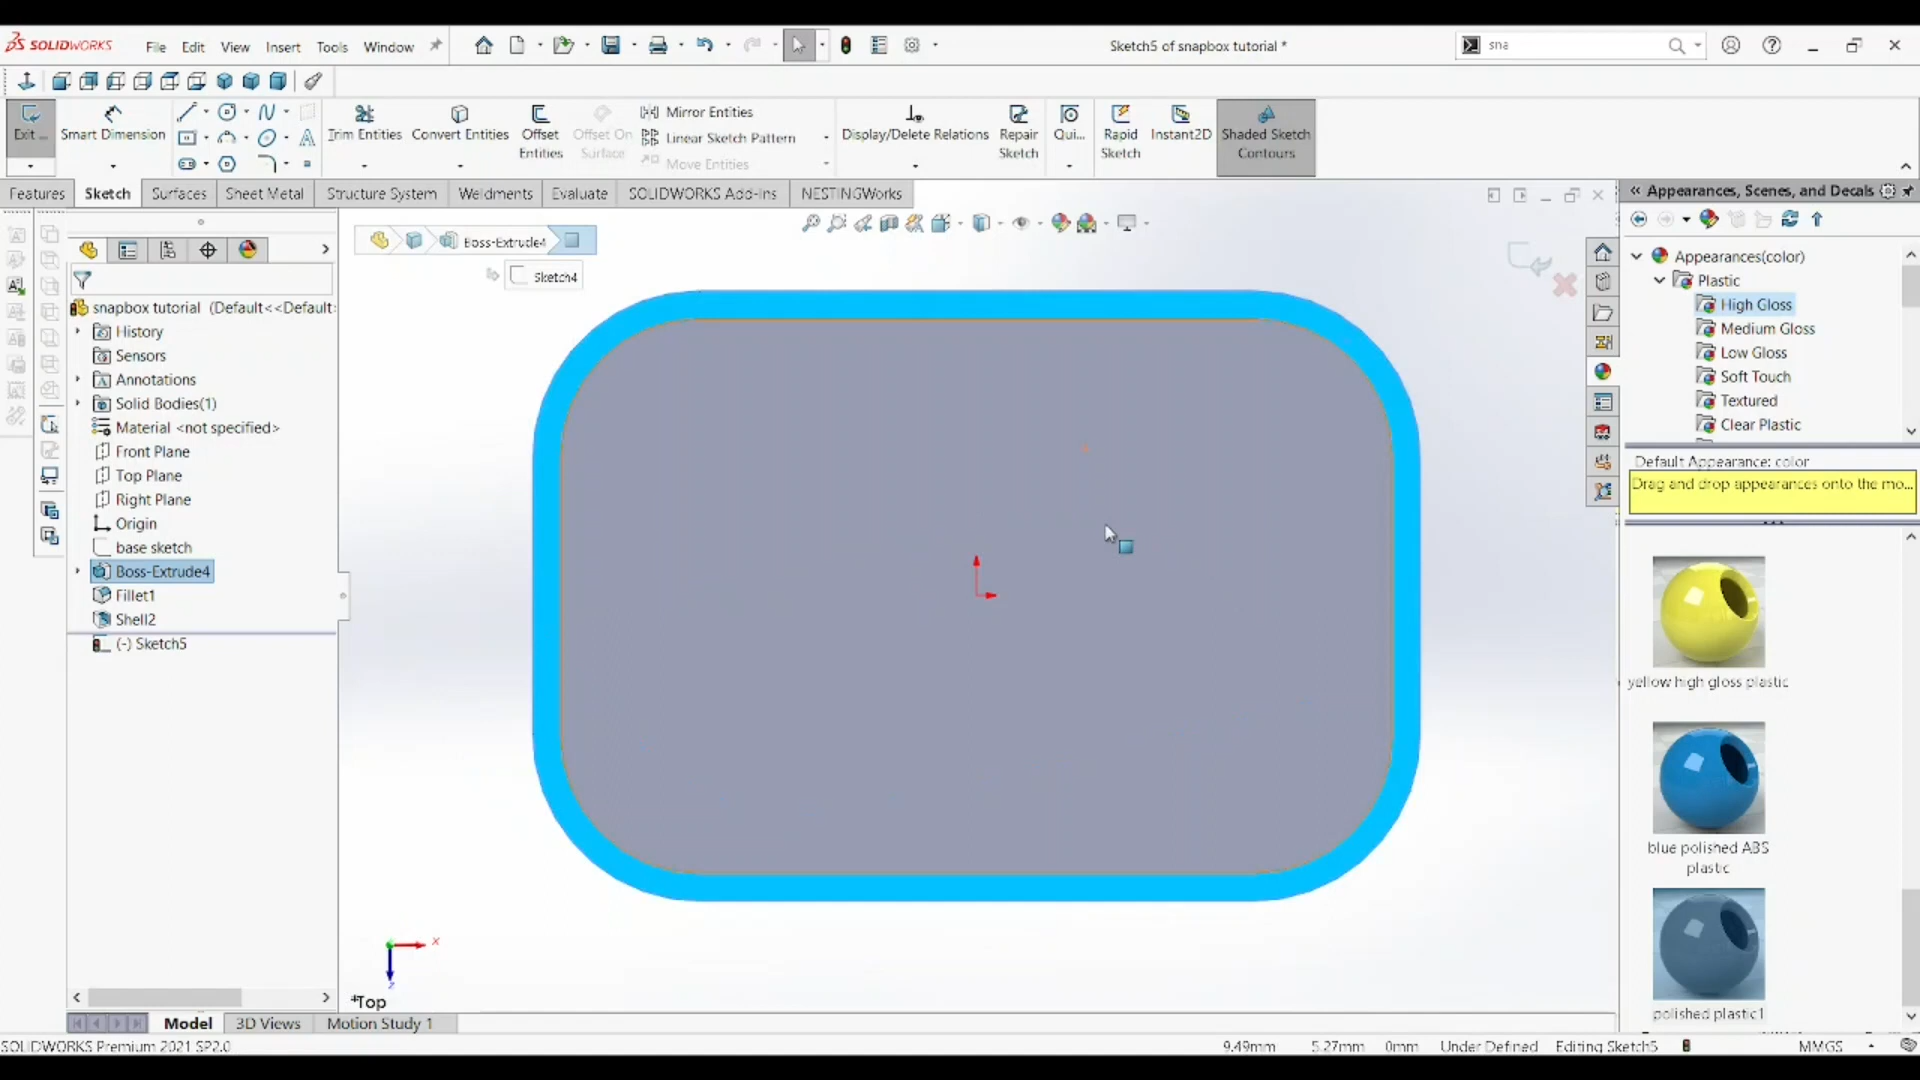 SOLIDWORKS File Edit View Insert Tools Window Sketch5 of snapbox tutorial * sna
Exit ... Smart Dimension Trim Entities Convert Entities Offset Entities Offset On Surface Mirror Entities Linear Sketch Pattern Move Entities Display/Delete Relations Repair Sketch Qui... Rapid Sketch Instant2D Shaded Sketch Contours
Features Sketch Surfaces Sheet Metal Structure System Weldments Evaluate SOLIDWORKS Add-Ins NESTINGWorks
Boss-Extrude4
Sketch4
snapbox tutorial (Default<<Default
History
Sensors
Annotations
Solid Bodies(1)
Material <not specified>
Front Plane
Top Plane
Right Plane
Origin
base sketch
Boss-Extrude4
Fillet1
Shell2
(-) Sketch5
Appearances, Scenes, and Decals
Appearances(color)
Plastic
High Gloss
Medium Gloss
Low Gloss
Soft Touch
Textured
Clear Plastic
Default Appearance: color
Drag and drop appearances onto the mo...
yellow high gloss plastic
blue polished ABS
plastic
polished plastic1
X
Z
*Top
Model 3D Views Motion Study 1
SOLIDWORKS Premium 2021 SP2.0 9.49mm 5.27mm 0mm Under Defined Editing Sketch5 MMGS